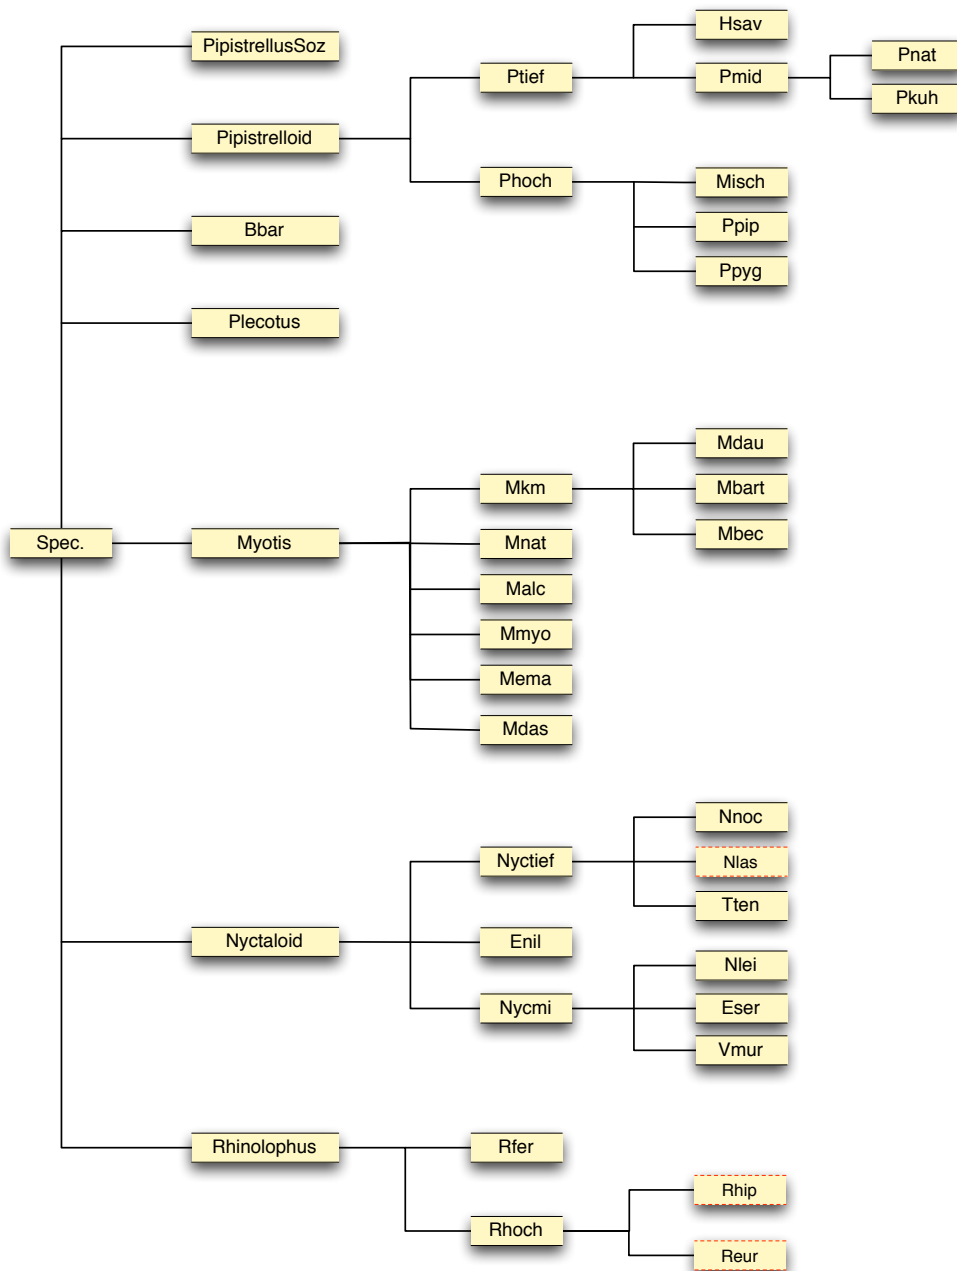 Hsav
PipistrellusSoz
Pnat
Ptief
Pmid
Pkuh
Pipistrelloid
Phoch
Misch
Ppip
Bbar
Ppyg
Plecotus
Mdau
Mkm
Mbart
Mbec
Spec.
Myotis
Mnat
Malc
Mmyo
Mema
Mdas
Nnoc
Nyctief
Nlas
Tten
Nyctaloid
Enil
Nlei
Nycmi
Eser
Vmur
Rhinolophus
Rfer
Rhip
Rhoch
Reur